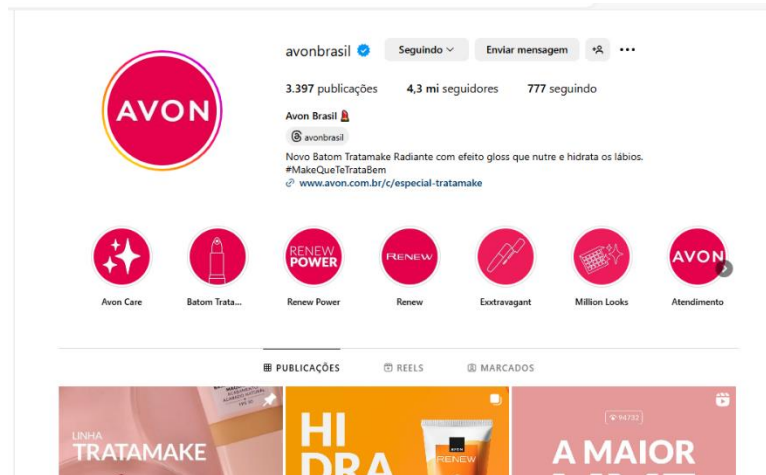 avonbrasil
Seguindo
Enviar mensagem
3.397 publicações
4,3 mi seguidores
777 seguindo
AVON
Avon Brasil
avonbrasil
Novo Batom Tratamake Radiante com efeito gloss que nutre e hidrata os lábios.
#MakeQueTeTrataBem
www.avon.com.br/c/especial-tratamake
RENEW
POWER
RENEW
AVON
Avon Care
Batom Trata...
Renew Power
Renew
Exxtravagant
Million Looks
Atendimento
PUBLICAÇÕES
REELS
MARCADOS
LINHA
TRATAMAKE
HI
DRA
AVON
RENEW
94732
A MAIOR